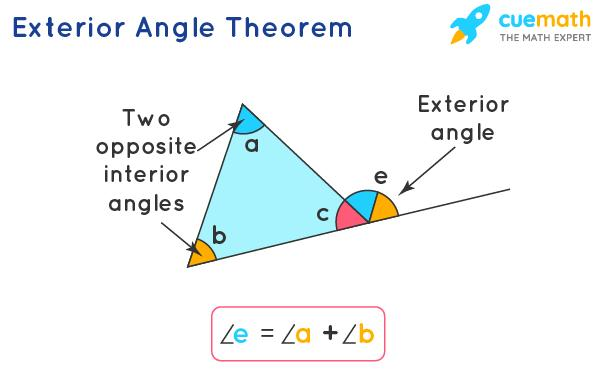 Exterior Angle Theorem
cuemath
THE MATH EXPERT
Two
opposite
interior
angles
Exterior
angle
a
b
c
e
∠e = ∠a + ∠b